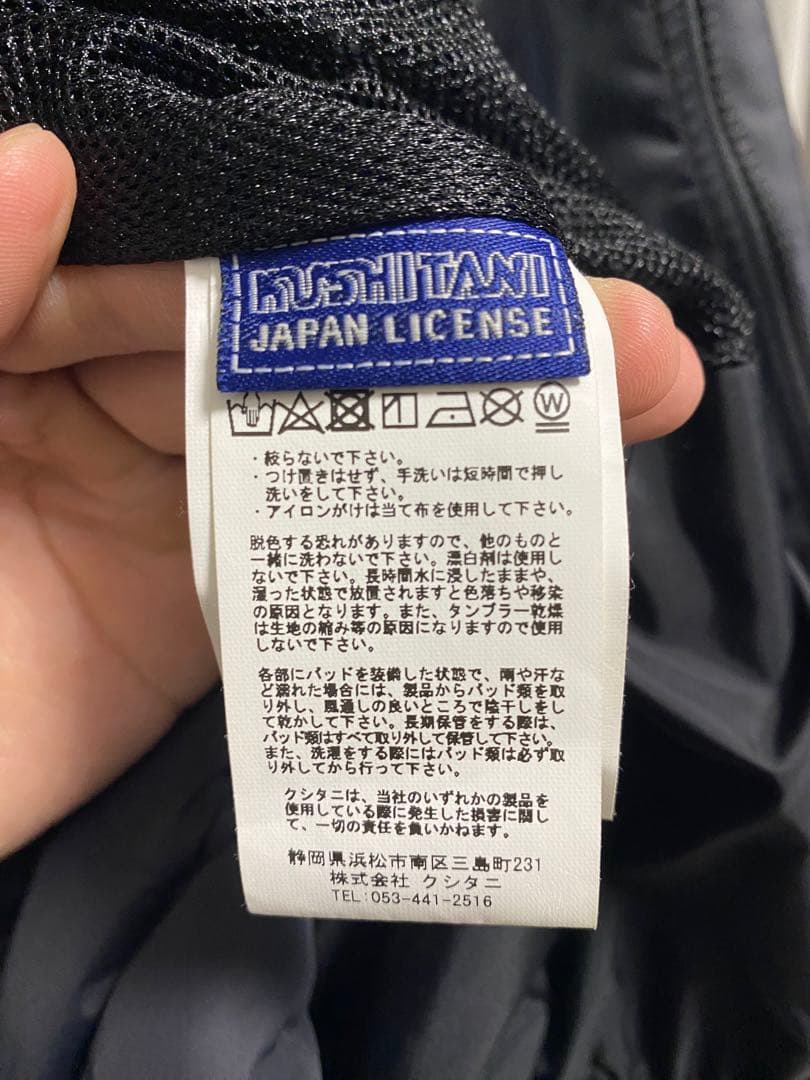 KUSHITANI
JAPAN LICENSE
W
・絞らないで下さい。
・つけ置きはせず、手洗いは短時間で押し
洗いをして下さい。
・アイロンがけは当て布を使用して下さい。
脱色する恐れがありますので、他のものと
一緒に洗わないで下さい。漂白剤は使用し
ないで下さい。長時間水に浸したままや、
湿った状態で放置されますと色落ちや移染
の原因となります。また、タンブラー乾燥
は生地の縮み等の原因になりますので使用
しないで下さい。
各部にパッドを装備した状態で、雨や汗な
ど濡れた場合には、製品からパッド類を取
り外し、風通しの良いところで陰干しをし
て乾かして下さい。長期保管をする際は、
パッド類はすべて取り外して保管して下さい。
また、洗濯をする際にはパッド類は必ず取
り外してから行って下さい。
クシタニは、当社のいずれかの製品を
使用している際に発生した損害に関し
て、一切の責任を負いかねます。
静岡県浜松市南区三島町231
株式会社 クシタニ
TEL:053-441-2516